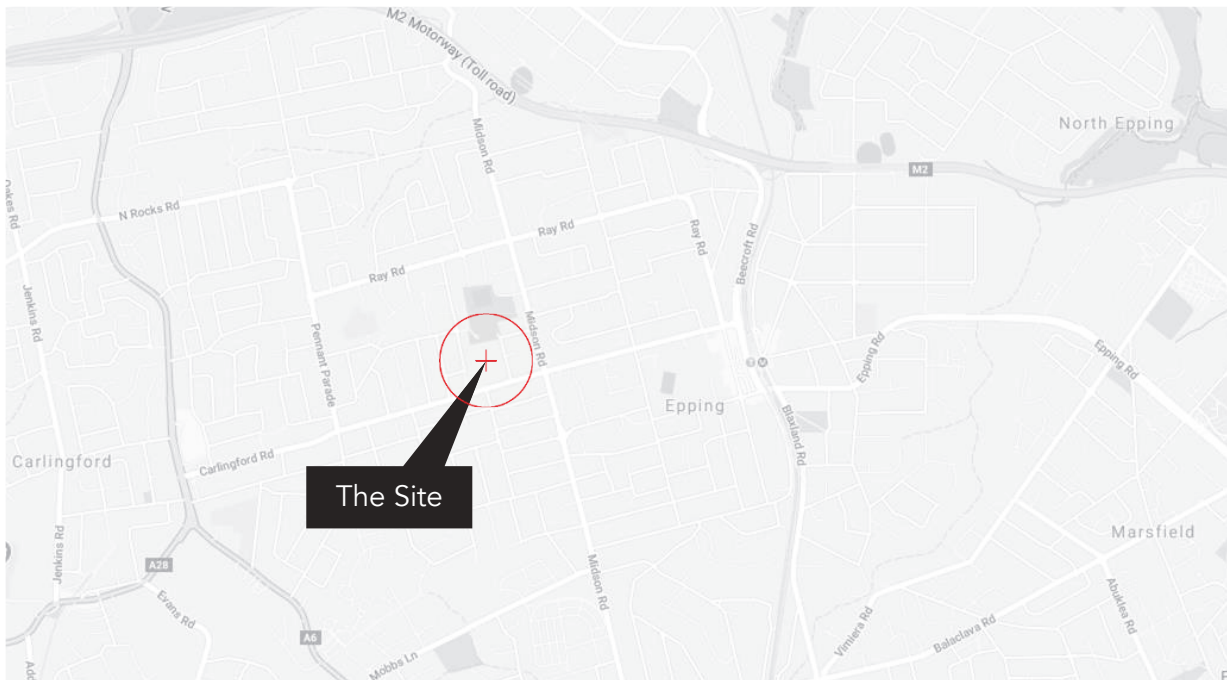 M2 Motorway (Toll road)
North Epping
M2
Midson Rd
Oakes Rd
N Rocks Rd
Ray Rd
Ray Rd
Ray Rd
Beecroft Rd
Jenkins Rd
Pennant Parade
Midson Rd
Epping Rd
Epping Rd
Epping
Blaxland Rd
Carlingford
Carlingford Rd
The Site
Marsfield
Jenkins Rd
A28
Evans Rd
A6
Mobbs Ln
Midson Rd
Vimiera Rd
Balaclava Rd
Abuklea Rd